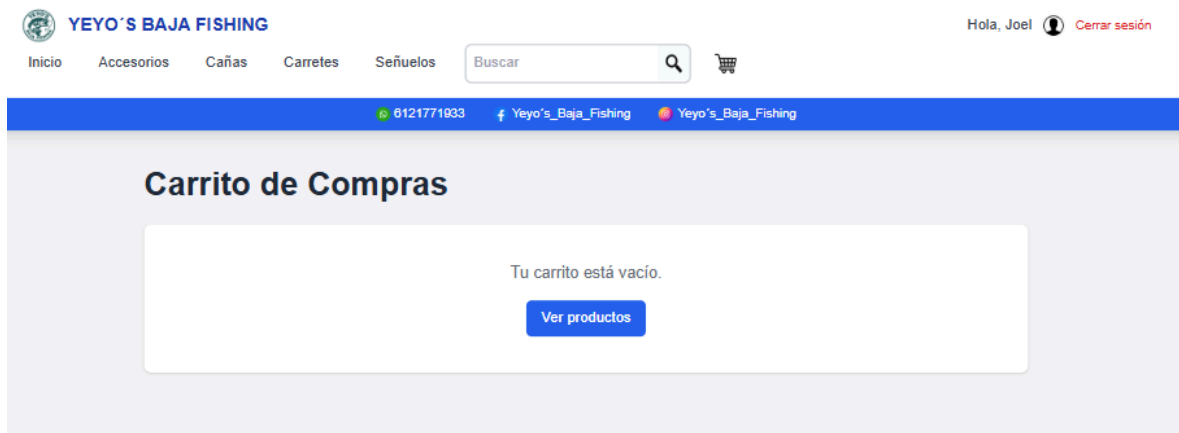 YEYO´S BAJA FISHING
Hola, Joel Cerrar sesión
Inicio Accesorios Cañas Carretes Señuelos Buscar
6121771933 Yeyo´s_Baja_Fishing Yeyo´s_Baja_Fishing
Carrito de Compras
Tu carrito está vacío.
Ver productos